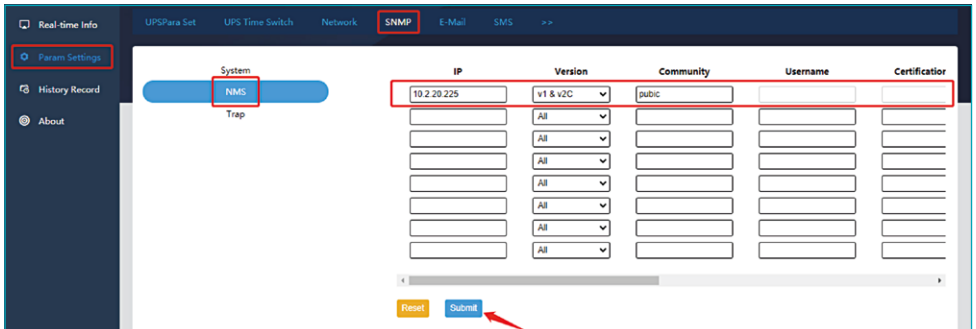 Real-time Info
Param Settings
History Record
About
UPSPara Set UPS Time Switch Network SNMP E-Mail SMS >>
System
NMS
Trap
IP Version Community Username Certification
10.2.20.225 v1 & v2C pubic
All
All
All
All
All
All
All
Reset Submit